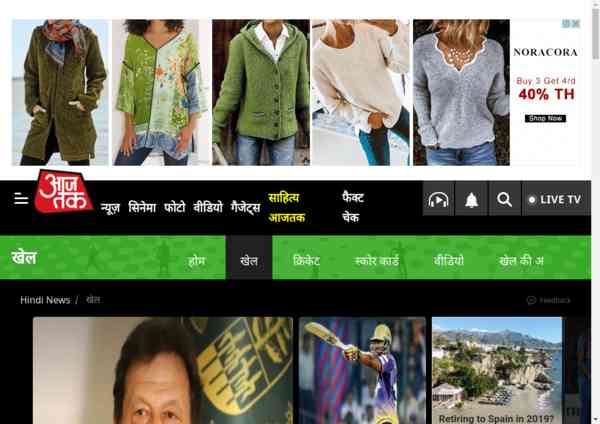 NORACORA
Buy 3 Get 4/d
40% TH
Shop Now
आज
तक
न्यूज़ सिनेमा फोटो वीडियो गैजेट्स साहित्य आजतक फैक्ट चेक
LIVE TV
खेल
होम खेल क्रिकेट स्कोर कार्ड वीडियो खेल की अ
Hindi News / खेल
Feedback
Retiring to Spain in 2019?